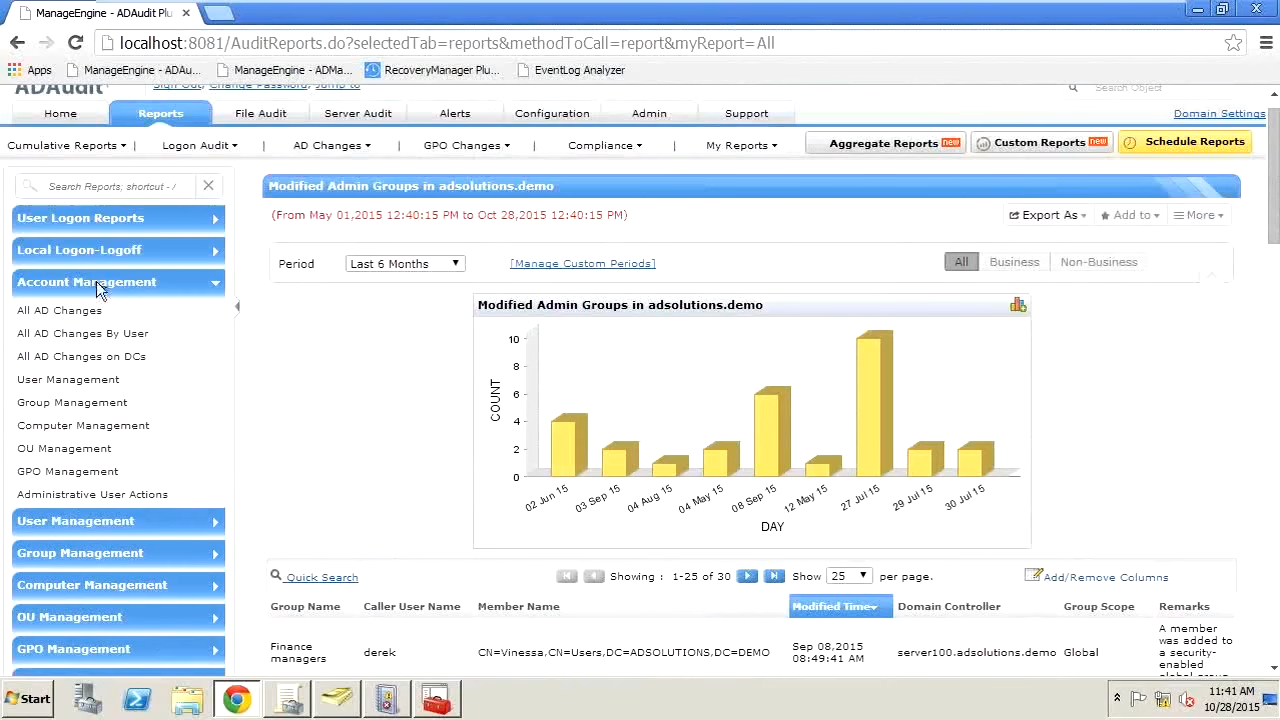 ManageEngine - ADAudit Plu
localhost:8081/AuditReports.do?selectedTab=reports&methodToCall=report&myReport=All
Apps ManageEngine - ADAu... ManageEngine - ADMa... RecoveryManager Plu... EventLog Analyzer
ADAudit Sign Out, Change Password, Jump to Search Object
Home Reports File Audit Server Audit Alerts Configuration Admin Support Domain Settings
Cumulative Reports | Logon Audit | AD Changes | GPO Changes | Compliance | My Reports Aggregate Reports new Custom Reports new Schedule Reports
Search Reports; shortcut - /
User Logon Reports
Local Logon-Logoff
Account Management
All AD Changes
All AD Changes By User
All AD Changes on DCs
User Management
Group Management
Computer Management
OU Management
GPO Management
Administrative User Actions
User Management
Group Management
Computer Management
OU Management
GPO Management
Modified Admin Groups in adsolutions.demo
(From May 01,2015 12:40:15 PM to Oct 28,2015 12:40:15 PM)
Export As Add to More
Period Last 6 Months [Manage Custom Periods] All Business Non-Business
Modified Admin Groups in adsolutions.demo
COUNT
10
8
6
4
2
0
02 Jun 15 03 Sep 15 04 Aug 15 04 May 15 08 Sep 15 12 May 15 27 Jul 15 29 Jul 15 30 Jul 15
DAY
Quick Search Showing : 1-25 of 30 Show 25 per page. Add/Remove Columns
Group Name Caller User Name Member Name Modified Time Domain Controller Group Scope Remarks
Finance managers derek CN=Vinessa,CN=Users,DC=ADSOLUTIONS,DC=DEMO Sep 08,2015 08:49:41 AM server100.adsolutions.demo Global A member was added to a security-enabled
Start
11:41 AM
10/28/2015